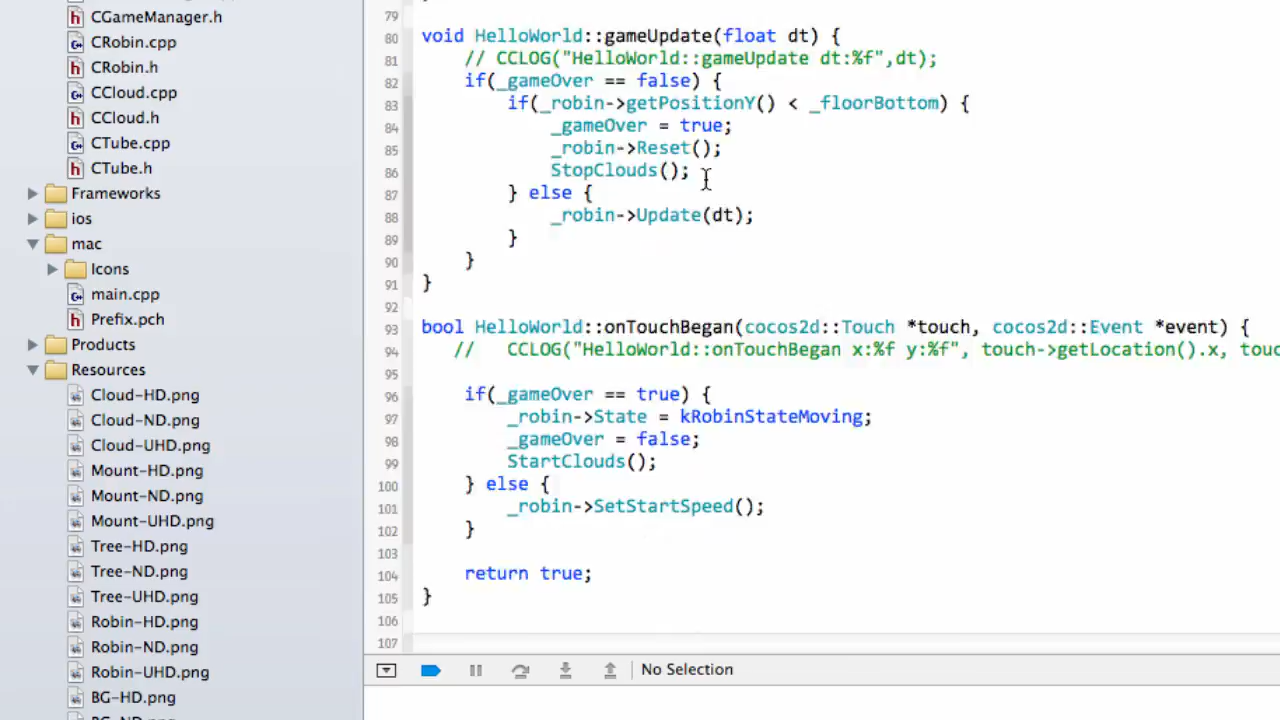 CGameManager.h
CRobin.cpp
CRobin.h
CCloud.cpp
CCloud.h
CTube.cpp
CTube.h
Frameworks
ios
mac
Icons
main.cpp
Prefix.pch
Products
Resources
Cloud-HD.png
Cloud-ND.png
Cloud-UHD.png
Mount-HD.png
Mount-ND.png
Mount-UHD.png
Tree-HD.png
Tree-ND.png
Tree-UHD.png
Robin-HD.png
Robin-ND.png
Robin-UHD.png
BG-HD.png
79
80 void HelloWorld::gameUpdate(float dt) {
81 // CCLOG("HelloWorld::gameUpdate dt:%f",dt);
82 if(_gameOver == false) {
83 if(_robin->getPositionY() < _floorBottom) {
84 _gameOver = true;
85 _robin->Reset();
86 StopClouds();
87 } else {
88 _robin->Update(dt);
89 }
90 }
91 }
92
93 bool HelloWorld::onTouchBegan(cocos2d::Touch *touch, cocos2d::Event *event) {
94 // CCLOG("HelloWorld::onTouchBegan x:%f y:%f", touch->getLocation().x, touc
95
96 if(_gameOver == true) {
97 _robin->State = kRobinStateMoving;
98 _gameOver = false;
99 StartClouds();
100 } else {
101 _robin->SetStartSpeed();
102 }
103
104 return true;
105 }
106
107
No Selection